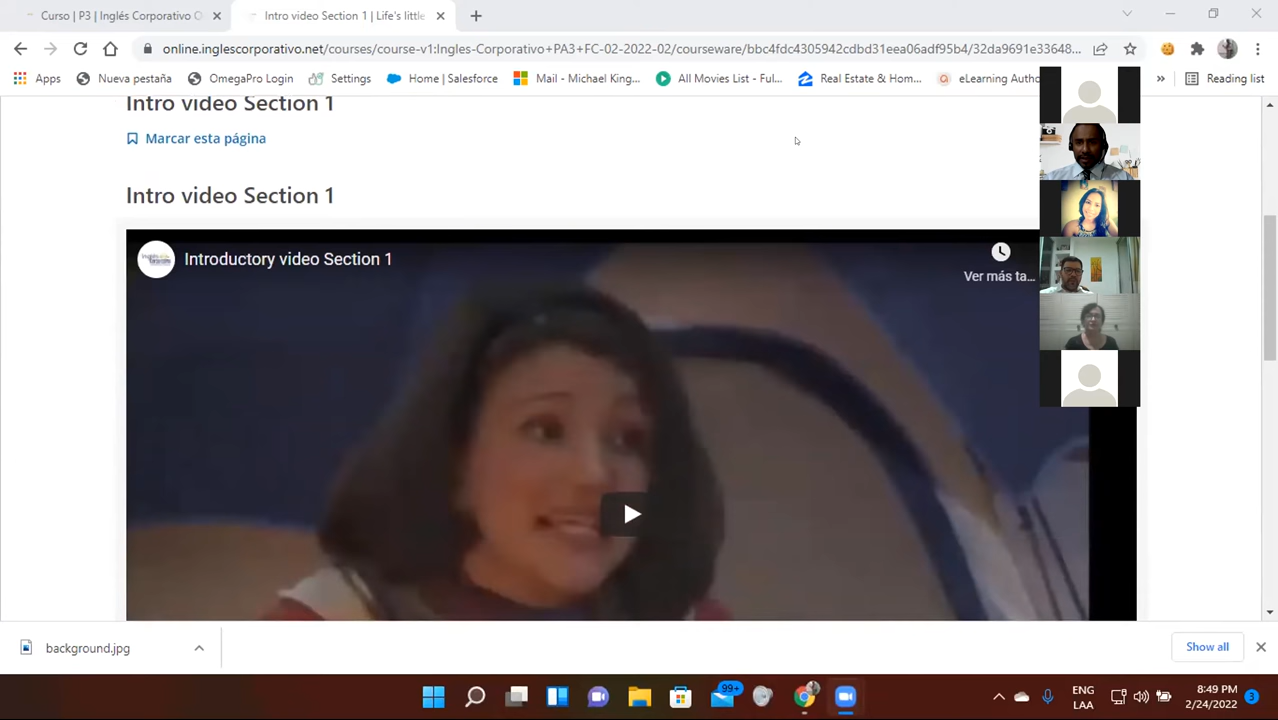 Curso | P3 | Inglés Corporativo O
Intro video Section 1 | Life's little
online.inglescorporativo.net/courses/course-v1:Ingles-Corporativo+PA3+FC-02-2022-02/courseware/bbc4fdc4305942cdbd31eea06adf95b4/32da9691e33648...
Apps
Nueva pestaña
OmegaPro Login
Settings
Home | Salesforce
Mail - Michael King...
All Movies List - Ful...
Real Estate & Hom...
eLearning Autho
»
Reading list
Intro video Section 1
Marcar esta página
Intro video Section 1
Introductory video Section 1
Ver más ta...
background.jpg
Show all
99+
ENG
LAA
8:49 PM
2/24/2022
3